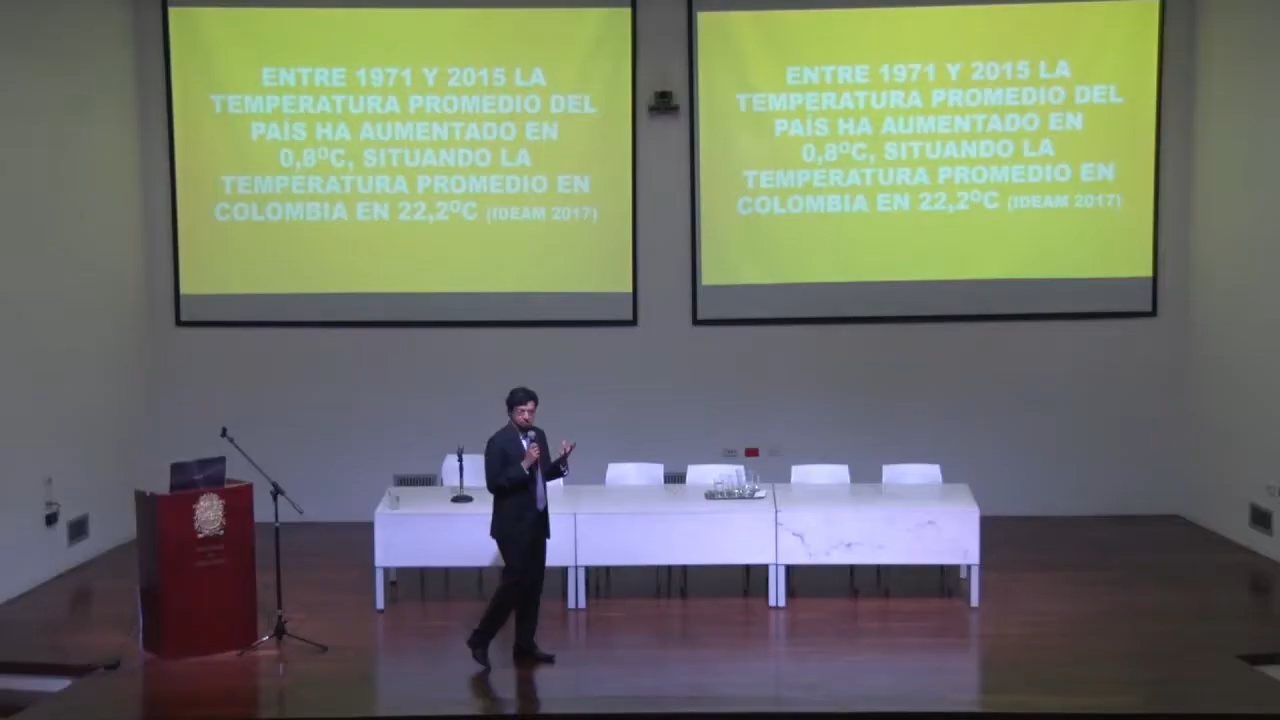 ENTRE 1971 Y 2015 LA
TEMPERATURA PROMEDIO DEL
PAÍS HA AUMENTADO EN
0,8ºC, SITUANDO LA
TEMPERATURA PROMEDIO EN
COLOMBIA EN 22,2ºC (IDEAM 2017)
ENTRE 1971 Y 2015 LA
TEMPERATURA PROMEDIO DEL
PAÍS HA AUMENTADO EN
0,8ºC, SITUANDO LA
TEMPERATURA PROMEDIO EN
COLOMBIA EN 22,2ºC (IDEAM 2017)